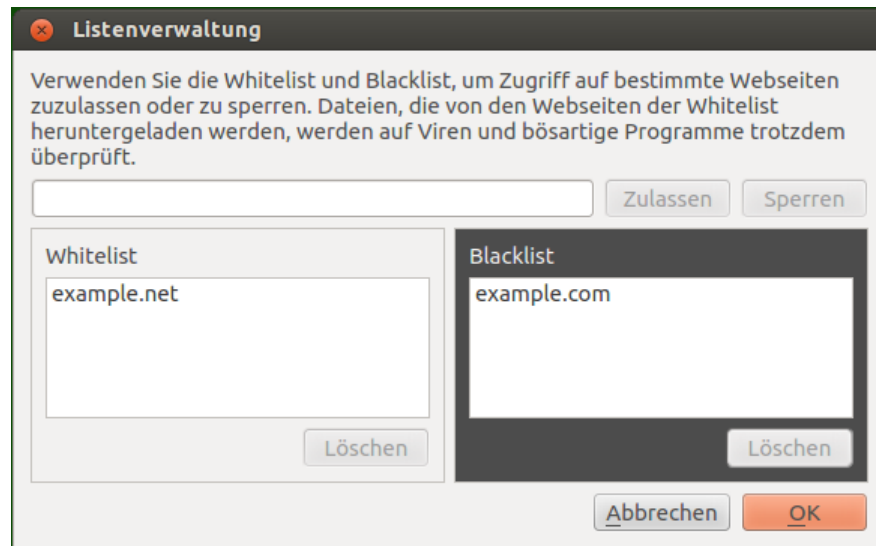 Listenverwaltung
Verwenden Sie die Whitelist und Blacklist, um Zugriff auf bestimmte Webseiten
zuzulassen oder zu sperren. Dateien, die von den Webseiten der Whitelist
heruntergeladen werden, werden auf Viren und bösartige Programme trotzdem
überprüft.
Zulassen Sperren
Whitelist
example.net
Löschen
Blacklist
example.com
Löschen
Abbrechen OK